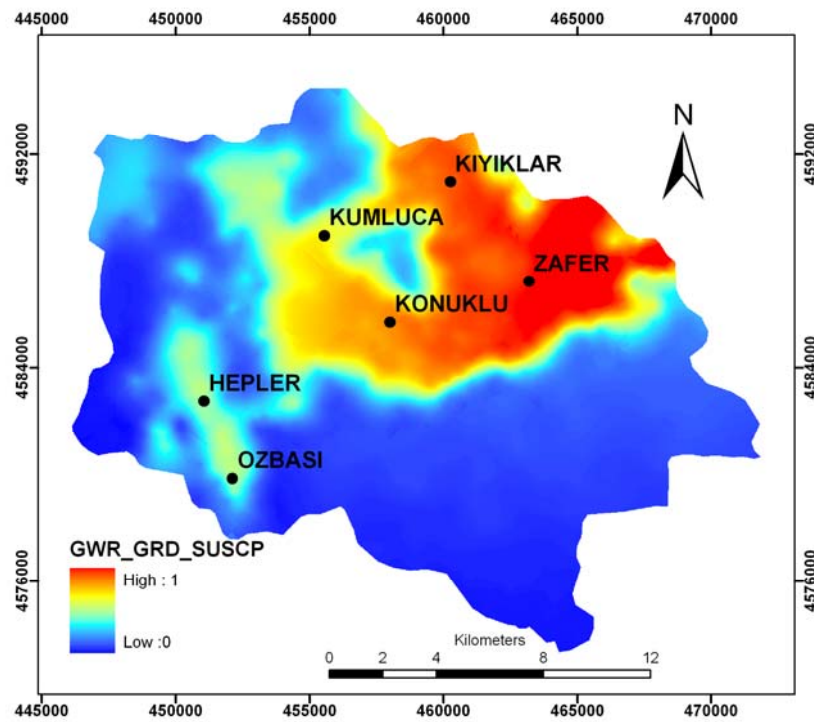 445000 450000 455000 460000 465000 470000
4592000
4592000
N
KIYIKLAR
KUMLUCA
ZAFER
KONUKLU
4584000
4584000
HEPLER
OZBASI
GWR_GRD_SUSCP
High : 1
Low :0
4576000
4576000
Kilometers
0 2 4 8 12
445000 450000 455000 460000 465000 470000